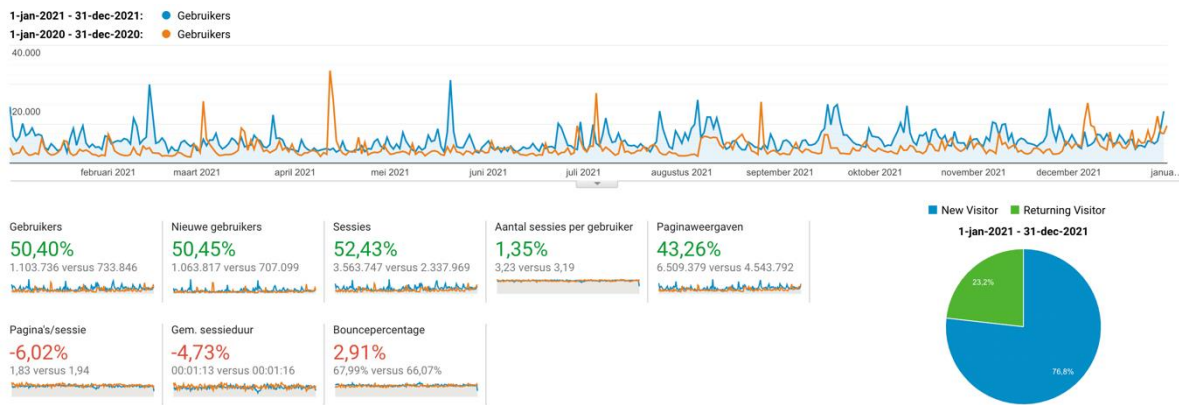 1-jan-2021 - 31-dec-2021: Gebruikers
1-jan-2020 - 31-dec-2020: Gebruikers
40.000
20.000
februari 2021 maart 2021 april 2021 mei 2021 juni 2021 juli 2021 augustus 2021 september 2021 oktober 2021 november 2021 december 2021 janua…
New Visitor Returning Visitor
1-jan-2021 - 31-dec-2021
Gebruikers
50,40%
1.103.736 versus 733.846
Nieuwe gebruikers
50,45%
1.063.817 versus 707.099
Sessies
52,43%
3.563.747 versus 2.337.969
Aantal sessies per gebruiker
1,35%
3,23 versus 3,19
Paginaweergaven
43,26%
6.509.379 versus 4.543.792
Pagina's/sessie
-6,02%
1,83 versus 1,94
Gem. sessieduur
-4,73%
00:01:13 versus 00:01:16
Bouncepercentage
2,91%
67,99% versus 66,07%
23,2%
76,8%